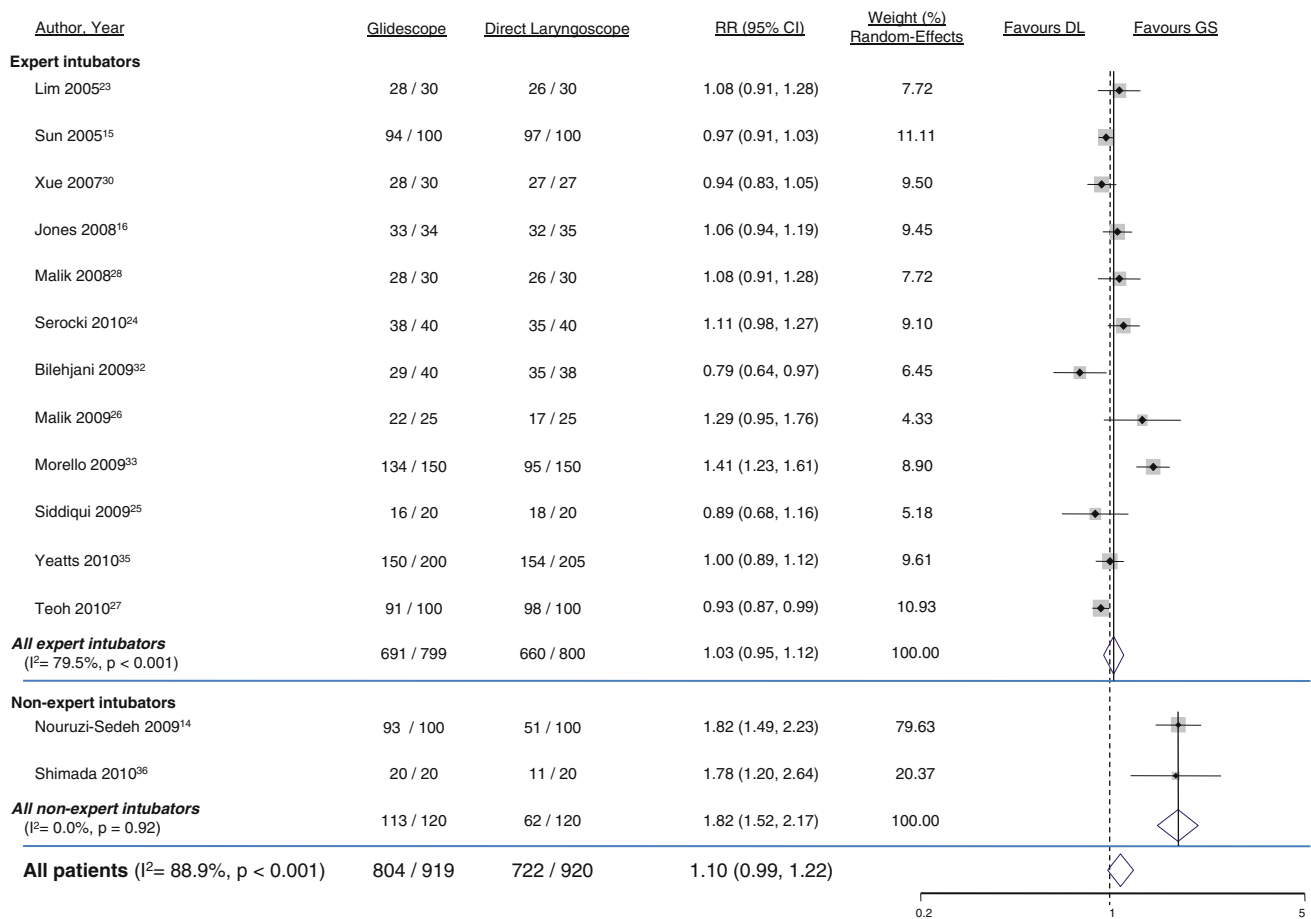 Author, Year Glidescope Direct Laryngoscope RR (95% CI) Weight (%) Random-Effects Favours DL Favours GS
Expert intubators
Lim 2005²³ 28 / 30 26 / 30 1.08 (0.91, 1.28) 7.72
Sun 2005¹⁵ 94 / 100 97 / 100 0.97 (0.91, 1.03) 11.11
Xue 2007³⁰ 28 / 30 27 / 27 0.94 (0.83, 1.05) 9.50
Jones 2008¹⁶ 33 / 34 32 / 35 1.06 (0.94, 1.19) 9.45
Malik 2008²⁸ 28 / 30 26 / 30 1.08 (0.91, 1.28) 7.72
Serocki 2010²⁴ 38 / 40 35 / 40 1.11 (0.98, 1.27) 9.10
Bilehjani 2009³² 29 / 40 35 / 38 0.79 (0.64, 0.97) 6.45
Malik 2009²⁶ 22 / 25 17 / 25 1.29 (0.95, 1.76) 4.33
Morello 2009³³ 134 / 150 95 / 150 1.41 (1.23, 1.61) 8.90
Siddiqui 2009²⁵ 16 / 20 18 / 20 0.89 (0.68, 1.16) 5.18
Yeatts 2010³⁵ 150 / 200 154 / 205 1.00 (0.89, 1.12) 9.61
Teoh 2010²⁷ 91 / 100 98 / 100 0.93 (0.87, 0.99) 10.93
All expert intubators 691 / 799 660 / 800 1.03 (0.95, 1.12) 100.00
(I²= 79.5%, p < 0.001)
Non-expert intubators
Nouruzi-Sedeh 2009¹⁴ 93 / 100 51 / 100 1.82 (1.49, 2.23) 79.63
Shimada 2010³⁶ 20 / 20 11 / 20 1.78 (1.20, 2.64) 20.37
All non-expert intubators 113 / 120 62 / 120 1.82 (1.52, 2.17) 100.00
(I²= 0.0%, p = 0.92)
All patients (I²= 88.9%, p < 0.001) 804 / 919 722 / 920 1.10 (0.99, 1.22)
0.2 1 5